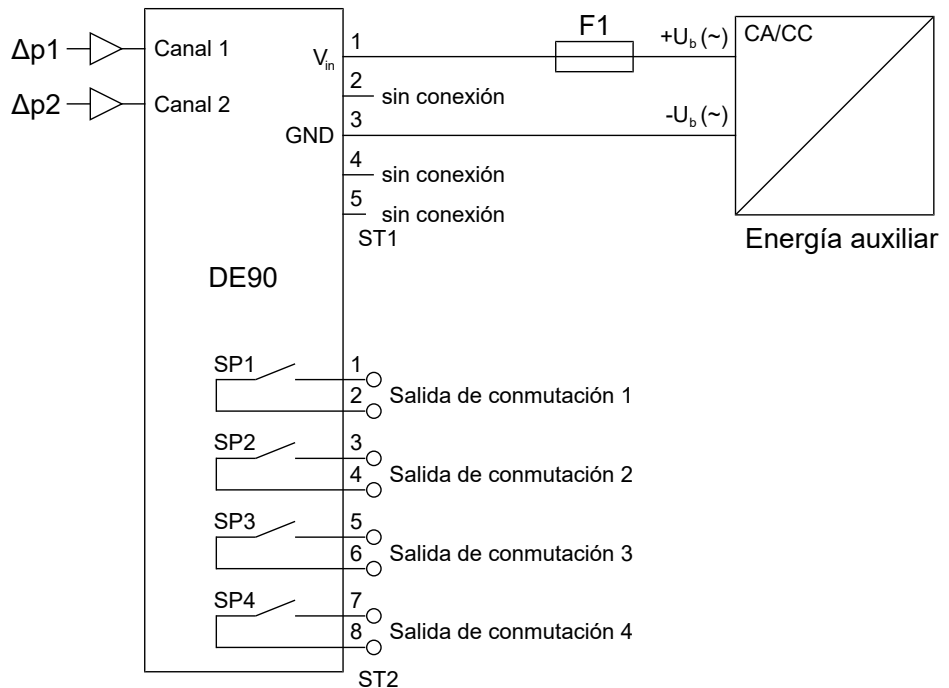 Δp1
Canal 1
Δp2
Canal 2
V_in
1
F1
+U_b (~)
CA/CC
2
sin conexión
GND
3
-U_b (~)
4
sin conexión
5
sin conexión
ST1
Energía auxiliar
DE90
SP1
1
2
Salida de conmutación 1
SP2
3
4
Salida de conmutación 2
SP3
5
6
Salida de conmutación 3
SP4
7
8
Salida de conmutación 4
ST2